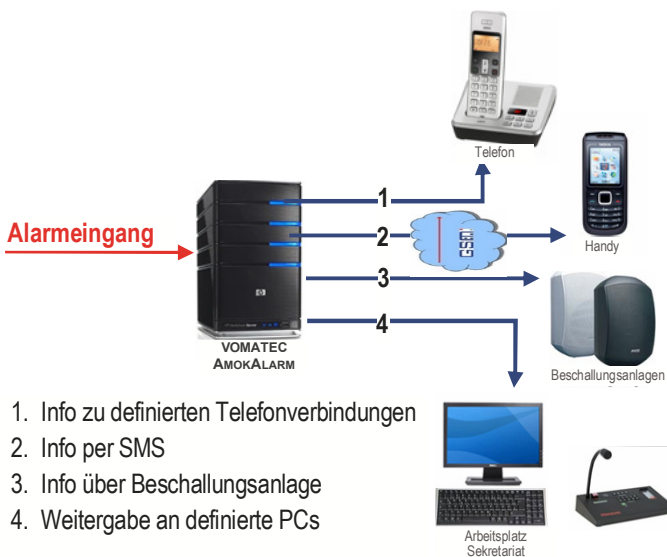 Telefon
1
Alarmeingang
2
GSM
Handy
3
4
VOMATEC
AMOKALARM
Beschallungsanlagen
1. Info zu definierten Telefonverbindungen
2. Info per SMS
3. Info über Beschallungsanlage
4. Weitergabe an definierte PCs
Arbeitsplatz
Sekretariat